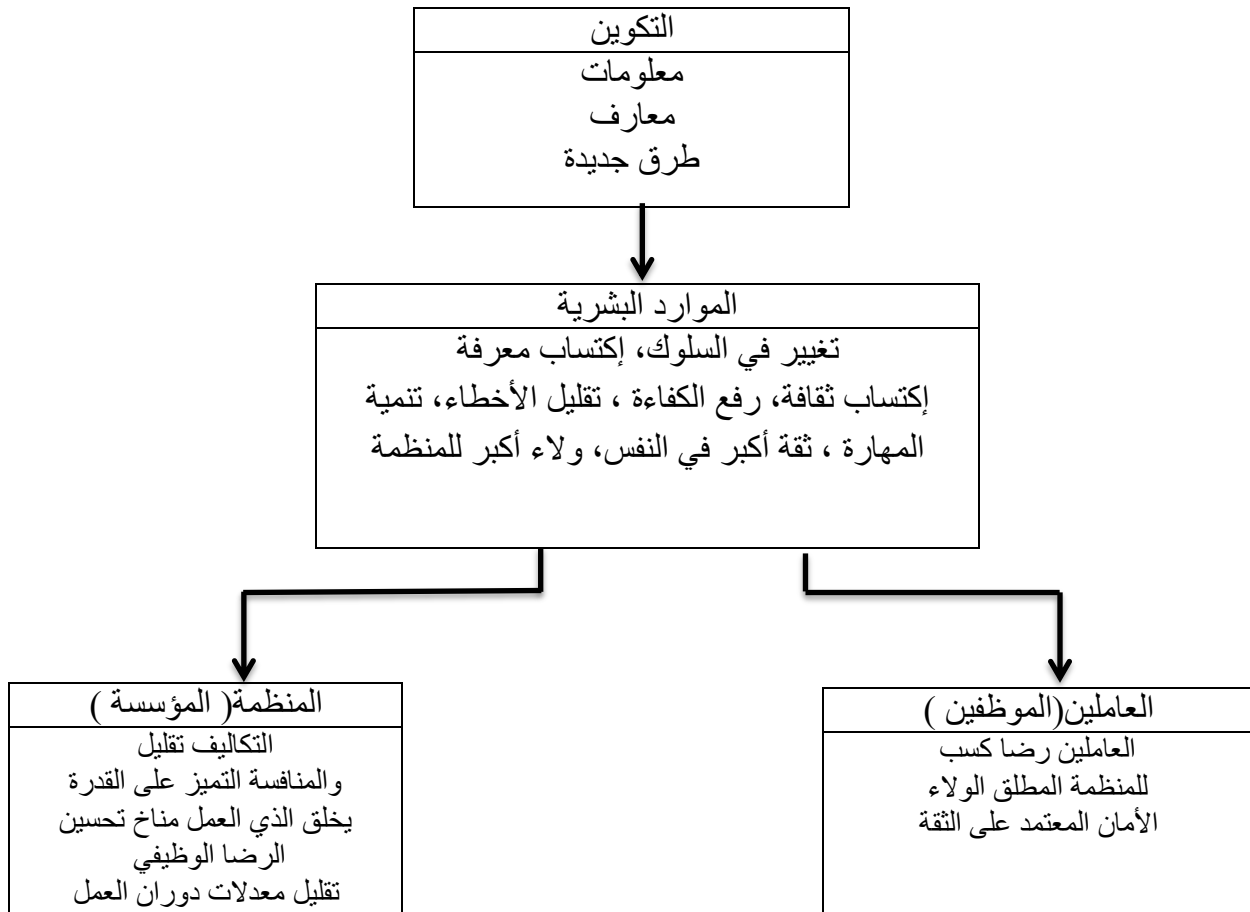 التكوين
معلومات
معارف
طرق جديدة
الموارد البشرية
تغيير في السلوك، إكتساب معرفة
إكتساب ثقافة، رفع الكفاءة ، تقليل الأخطاء، تنمية
المهارة ، ثقة أكبر في النفس، ولاء أكبر للمنظمة
العاملين(الموظفين )
العاملين رضا كسب
للمنظمة المطلق الولاء
الأمان المعتمد على الثقة
المنظمة( المؤسسة )
التكاليف تقليل
والمنافسة التميز على القدرة
يخلق الذي العمل مناخ تحسين
الرضا الوظيفي
تقليل معدلات دوران العمل